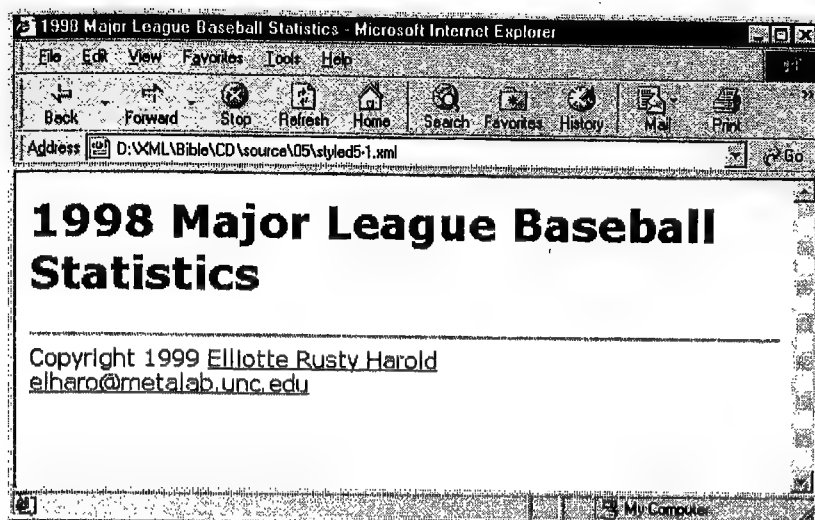 1998 Major League Baseball Statistics - Microsoft Internet Explorer
File Edit View Favorites Tools Help
Back Forward Stop Refresh Home Search Favorites History Mail Print
Address D:\XML\Bible\CD\source\05\styled5-1.xml Go
1998 Major League Baseball
Statistics
Copyright 1999 Elliotte Rusty Harold
elharo@metalab.unc.edu
My Computer